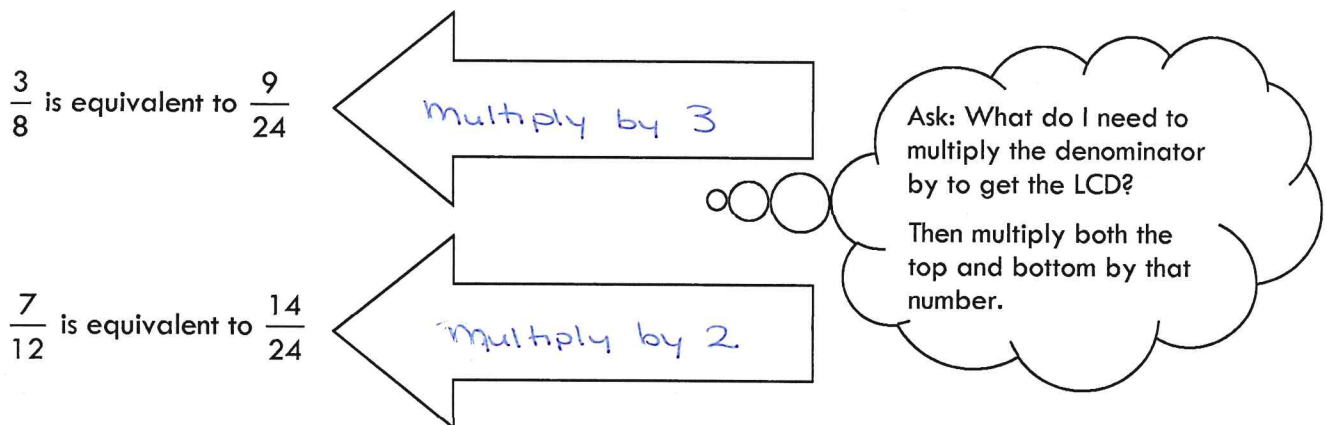 3/8 is equivalent to 9/24
multiply by 3
Ask: What do I need to
multiply the denominator
by to get the LCD?
Then multiply both the
top and bottom by that
number.
7/12 is equivalent to 14/24
multiply by 2.